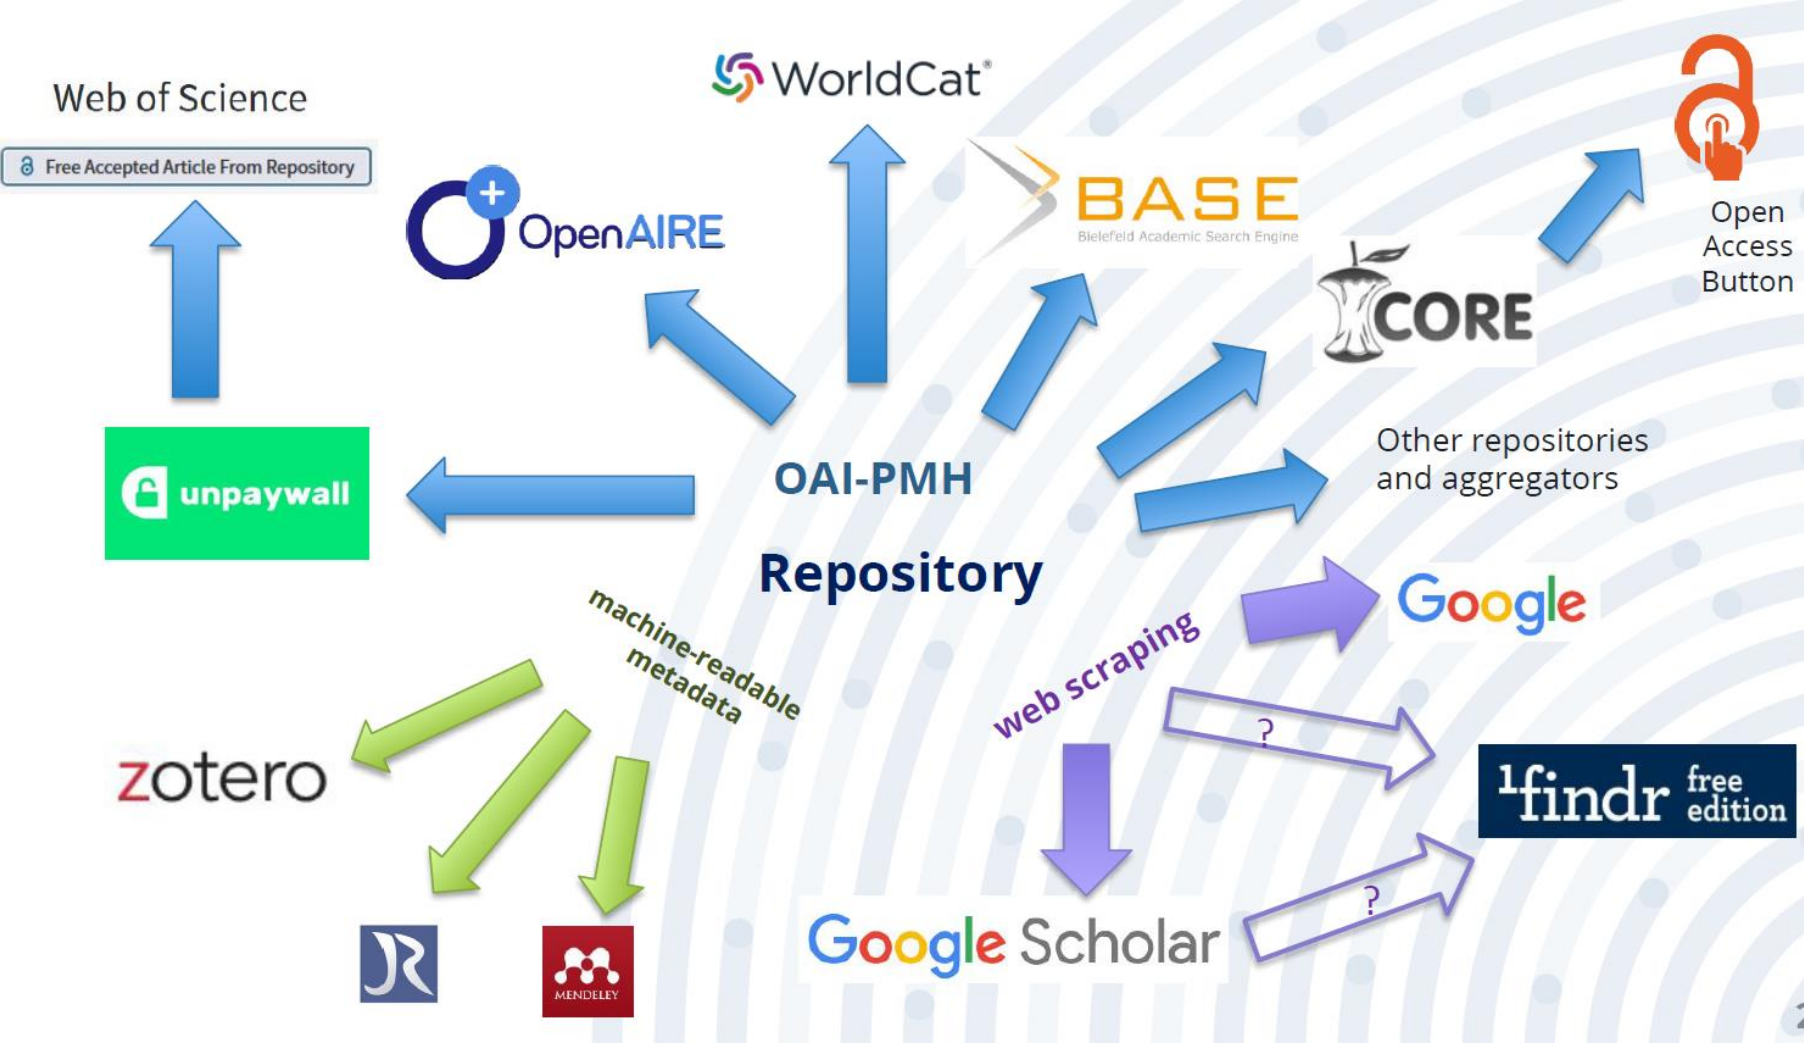 WorldCat®
Web of Science
Free Accepted Article From Repository
OpenAIRE
BASE
Bielefeld Academic Search Engine
CORE
Open
Access
Button
unpaywall
OAI-PMH
Other repositories
and aggregators
Repository
Google
machine-readable
metadata
web scraping
?
zotero
1findr free
edition
?
Google Scholar
JR
MENDELEY